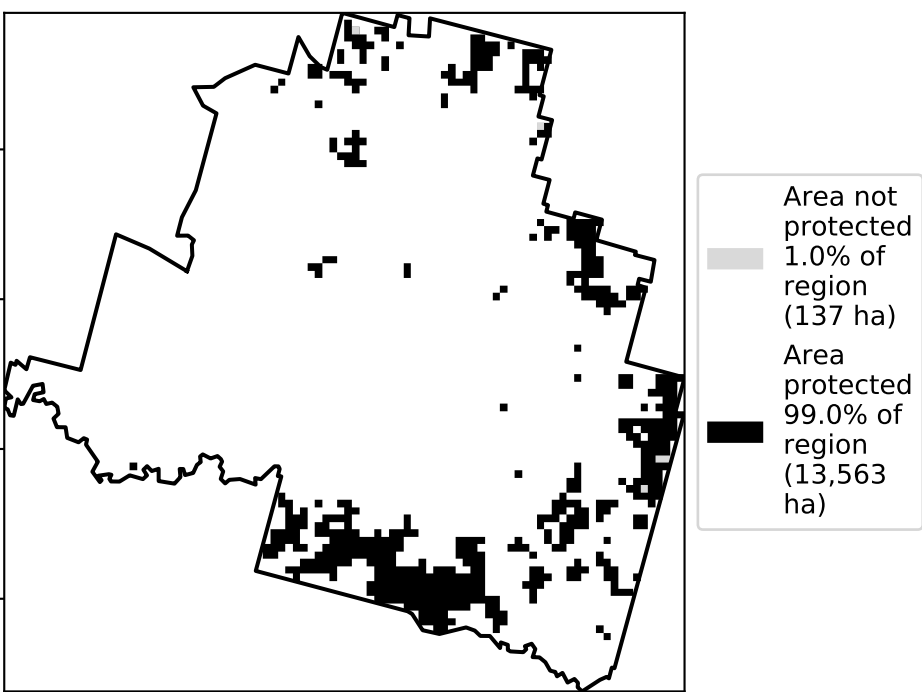 Area not
protected
1.0% of
region
(137 ha)
Area
protected
99.0% of
region
(13,563
ha)